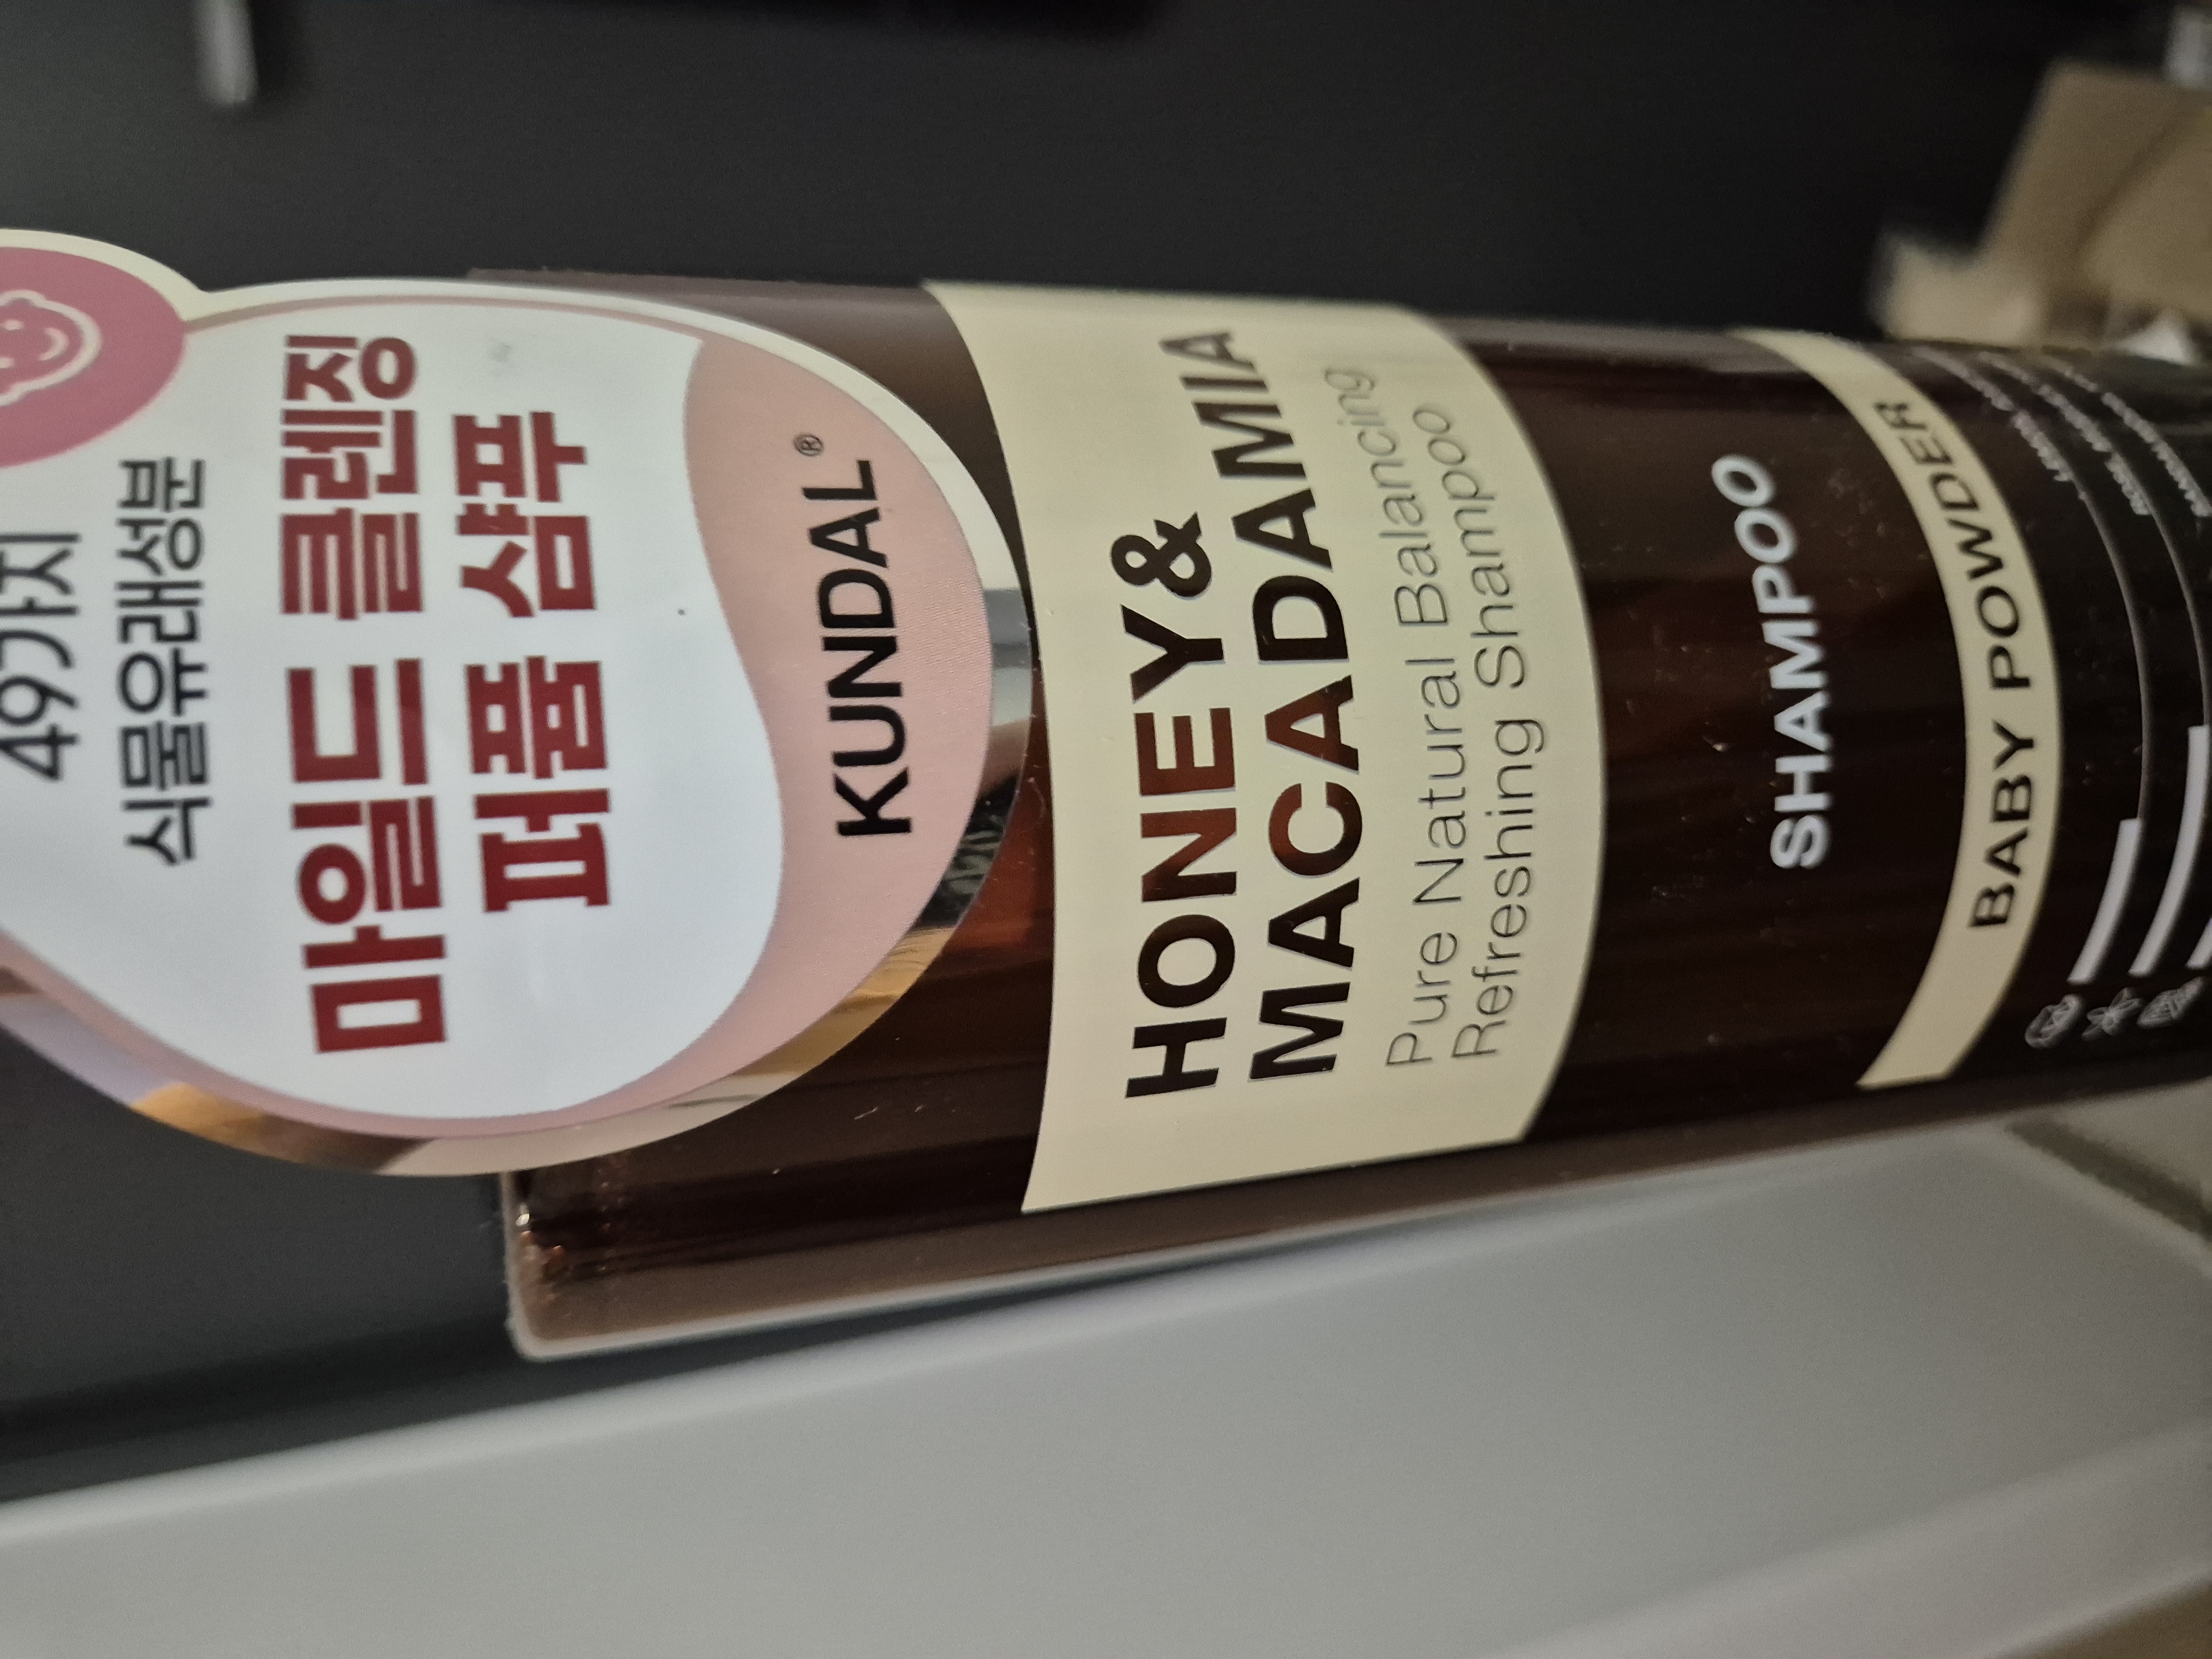 49가지
식물유래성분
마일드 클렌징
퍼퓸 샴푸
KUNDAL®
HONEY&
MACADAMIA
Pure Natural Balancing
Refreshing Shampoo
SHAMPOO
BABY POWDER